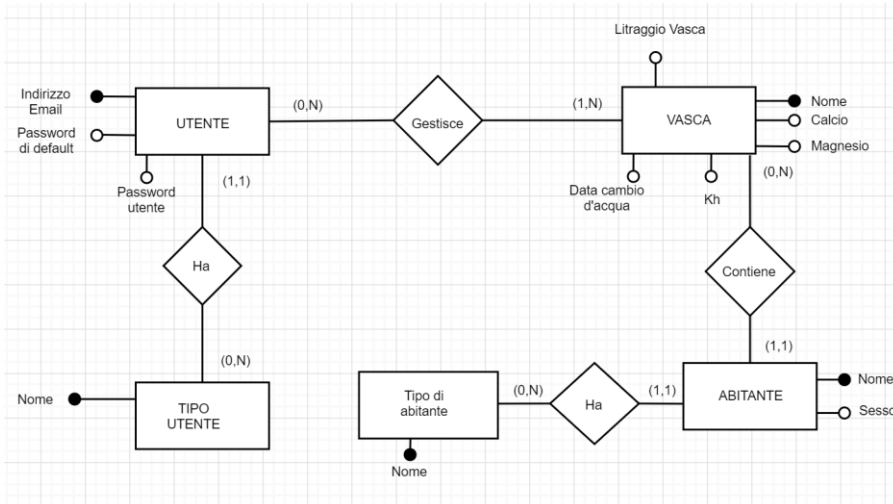 Litraggio Vasca
Indirizzo
Email
Password
di default
Password
utente
UTENTE
(0,N)
(1,1)
Gestisce
(1,N)
VASCA
Nome
Calcio
Magnesio
Data cambio
d'acqua
Kh
(0,N)
Ha
Contiene
(0,N)
(1,1)
Nome
TIPO
UTENTE
Tipo di
abitante
Nome
(0,N)
Ha
(1,1)
ABITANTE
Nome
Sesso